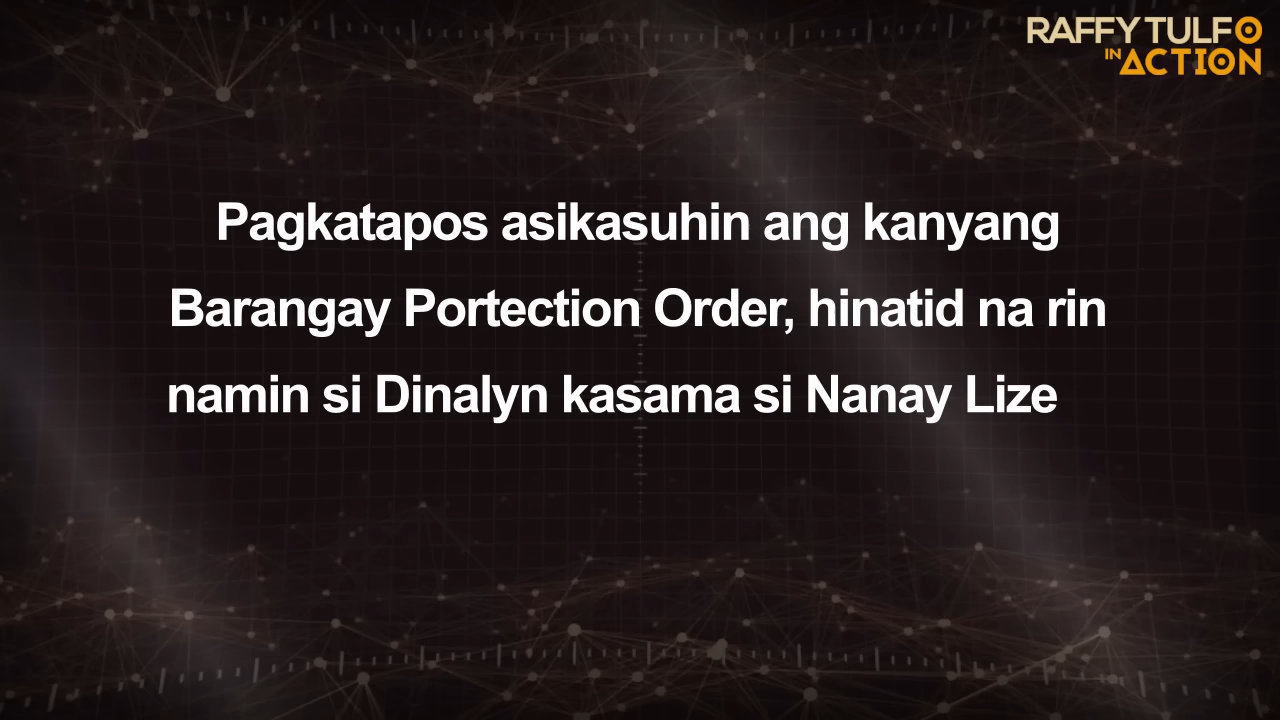 RAFFY TULFO
IN ACTION
Pagkatapos asikasuhin ang kanyang
Barangay Portection Order, hinatid na rin
namin si Dinalyn kasama si Nanay Lize